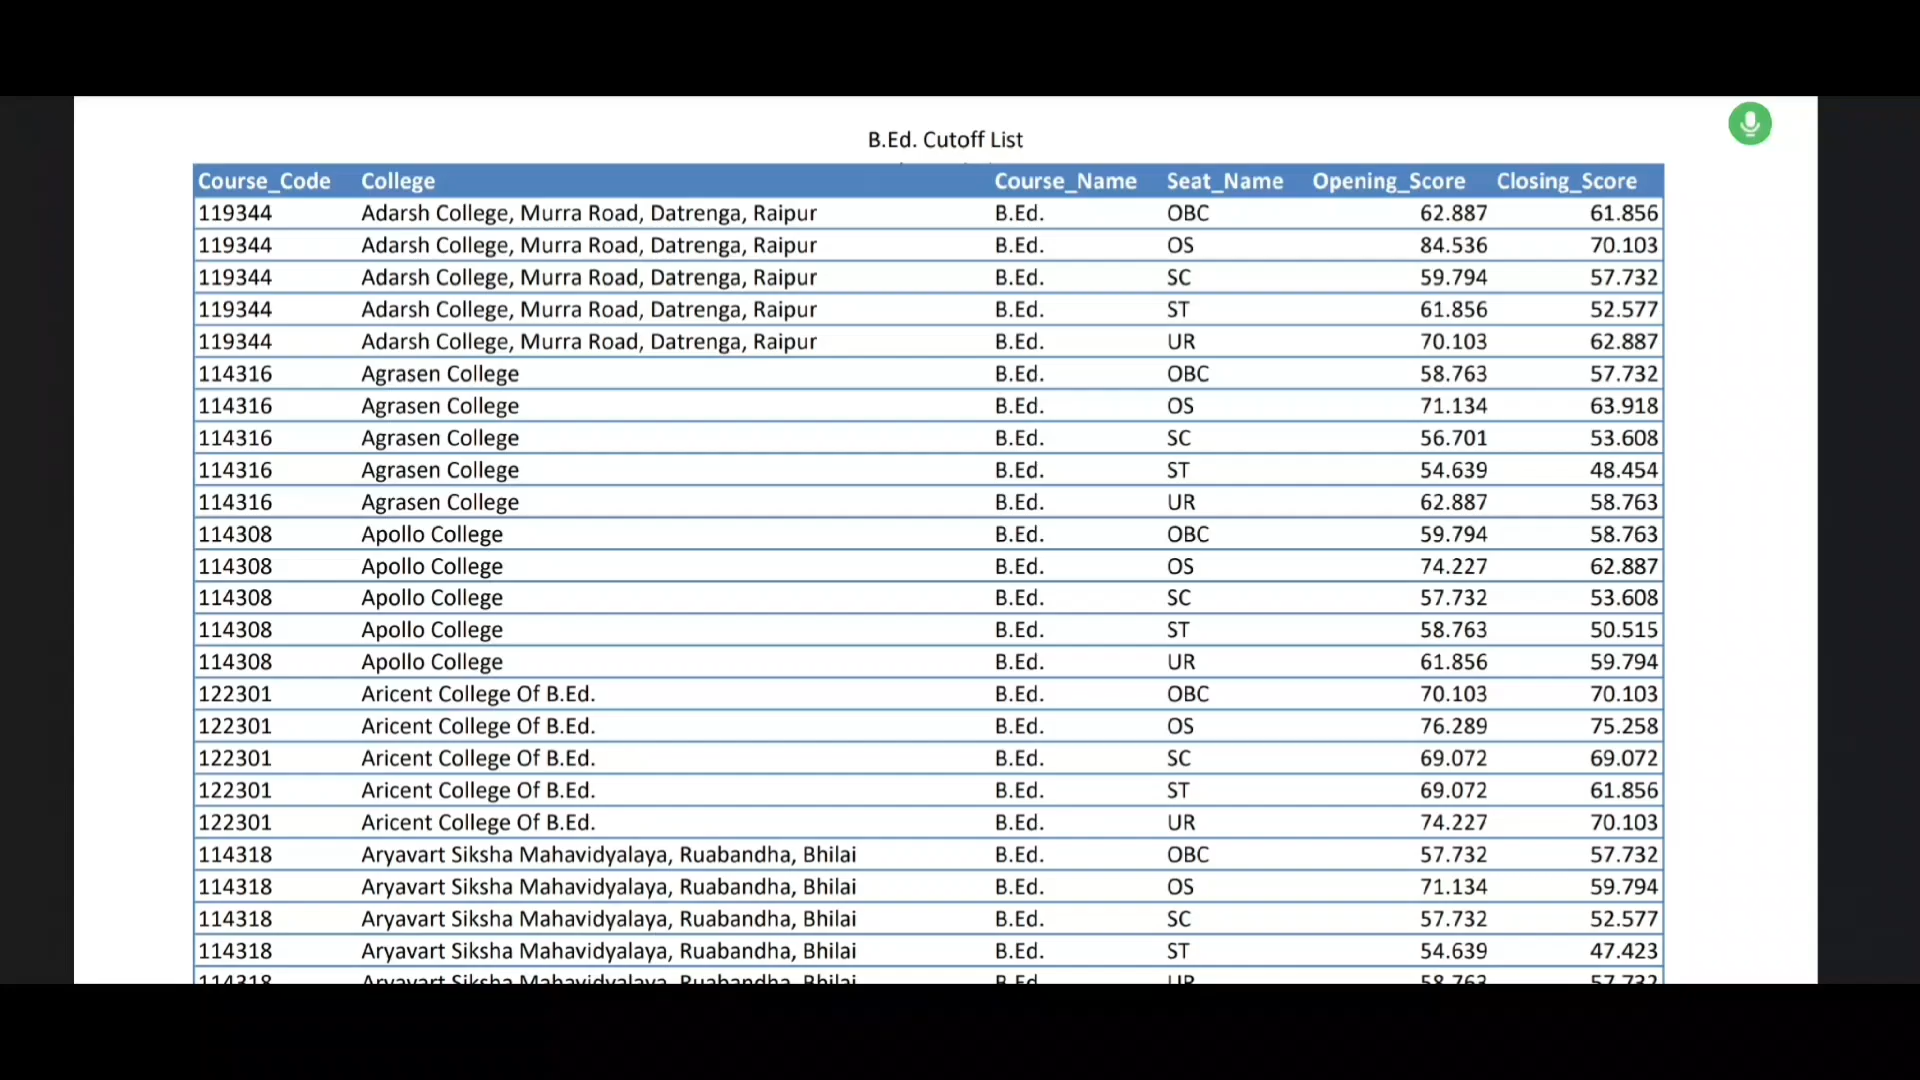 B.Ed. Cutoff List
Course_Code College Course_Name Seat_Name Opening_Score Closing_Score
119344 Adarsh College, Murra Road, Datrenga, Raipur B.Ed. OBC 62.887 61.856
119344 Adarsh College, Murra Road, Datrenga, Raipur B.Ed. OS 84.536 70.103
119344 Adarsh College, Murra Road, Datrenga, Raipur B.Ed. SC 59.794 57.732
119344 Adarsh College, Murra Road, Datrenga, Raipur B.Ed. ST 61.856 52.577
119344 Adarsh College, Murra Road, Datrenga, Raipur B.Ed. UR 70.103 62.887
114316 Agrasen College B.Ed. OBC 58.763 57.732
114316 Agrasen College B.Ed. OS 71.134 63.918
114316 Agrasen College B.Ed. SC 56.701 53.608
114316 Agrasen College B.Ed. ST 54.639 48.454
114316 Agrasen College B.Ed. UR 62.887 58.763
114308 Apollo College B.Ed. OBC 59.794 58.763
114308 Apollo College B.Ed. OS 74.227 62.887
114308 Apollo College B.Ed. SC 57.732 53.608
114308 Apollo College B.Ed. ST 58.763 50.515
114308 Apollo College B.Ed. UR 61.856 59.794
122301 Aricent College Of B.Ed. B.Ed. OBC 70.103 70.103
122301 Aricent College Of B.Ed. B.Ed. OS 76.289 75.258
122301 Aricent College Of B.Ed. B.Ed. SC 69.072 69.072
122301 Aricent College Of B.Ed. B.Ed. ST 69.072 61.856
122301 Aricent College Of B.Ed. B.Ed. UR 74.227 70.103
114318 Aryavart Siksha Mahavidyalaya, Ruabandha, Bhilai B.Ed. OBC 57.732 57.732
114318 Aryavart Siksha Mahavidyalaya, Ruabandha, Bhilai B.Ed. OS 71.134 59.794
114318 Aryavart Siksha Mahavidyalaya, Ruabandha, Bhilai B.Ed. SC 57.732 52.577
114318 Aryavart Siksha Mahavidyalaya, Ruabandha, Bhilai B.Ed. ST 54.639 47.423
114318 Aryavart Siksha Mahavidyalaya, Ruabandha, Bhilai B.Ed. UR 58.763 57.732